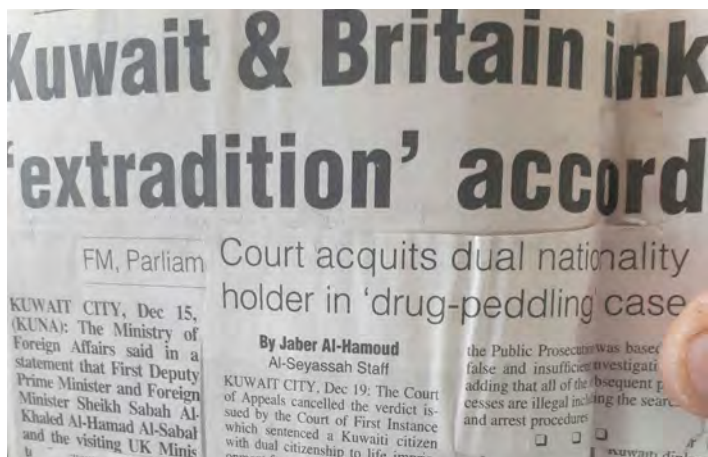 Kuwait & Britain ink
'extradition' accord
FM, Parliam
KUWAIT CITY, Dec 15,
(KUNA): The Ministry of
Foreign Affairs said in a
statement that First Deputy
Prime Minister and Foreign
Minister Sheikh Sabah Al-
Khaled Al-Hamad Al-Sabah
and the visiting UK Minis
Court acquits dual nationality
holder in 'drug-peddling' case
By Jaber Al-Hamoud
Al-Seyassah Staff
KUWAIT CITY, Dec 19: The Court
of Appeals cancelled the verdict is-
sued by the Court of First Instance
which sentenced a Kuwaiti citizen
with dual citizenship to life
the Public Prosecutor was based
false and insufficient investigati
adding that all of the
cesses are illegal including the search
and arrest procedures